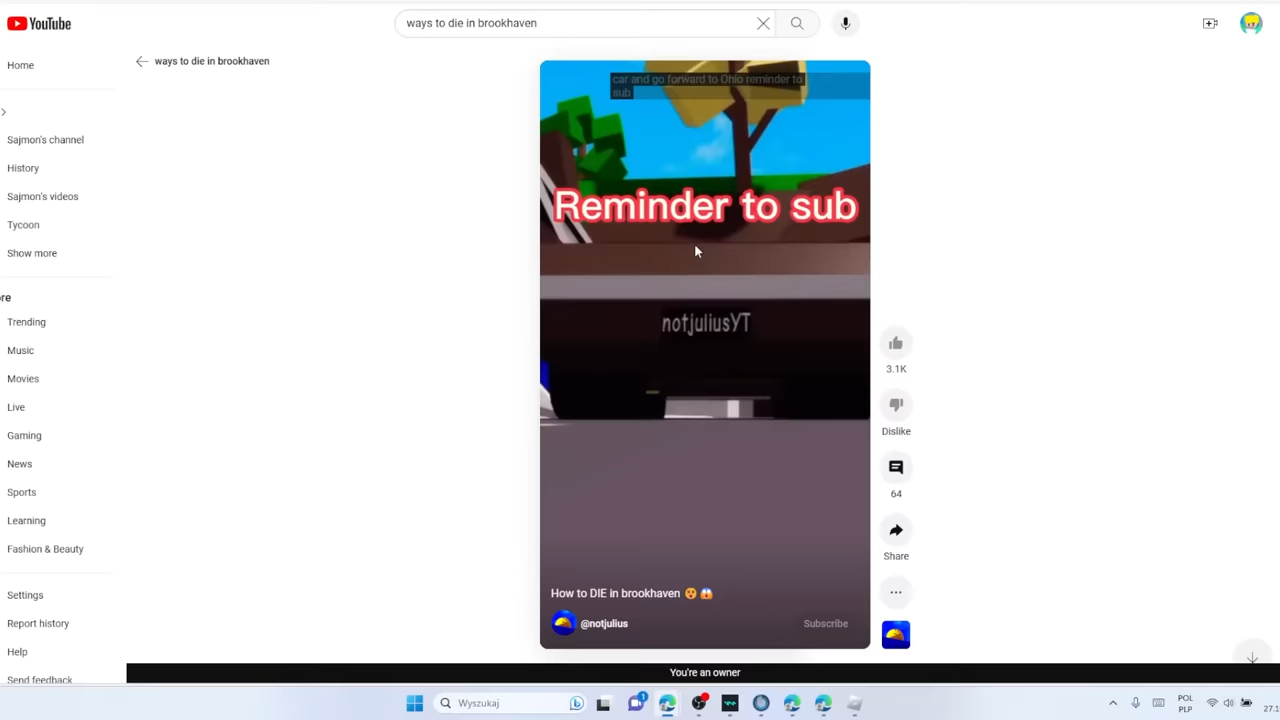 YouTube
ways to die in brookhaven
Home
ways to die in brookhaven
Sajmon's channel
History
Sajmon's videos
Tycoon
Show more
re
Trending
Music
Movies
Live
Gaming
News
Sports
Learning
Fashion & Beauty
Settings
Report history
Help
Send feedback
car and go forward to Ohio reminder to
sub
Reminder to sub
notjuliusYT
How to DIE in brookhaven 😲 😱
@notjulius
Subscribe
3.1K
Dislike
64
Share
You're an owner
Wyszukaj
1
POL
PLP
27.1